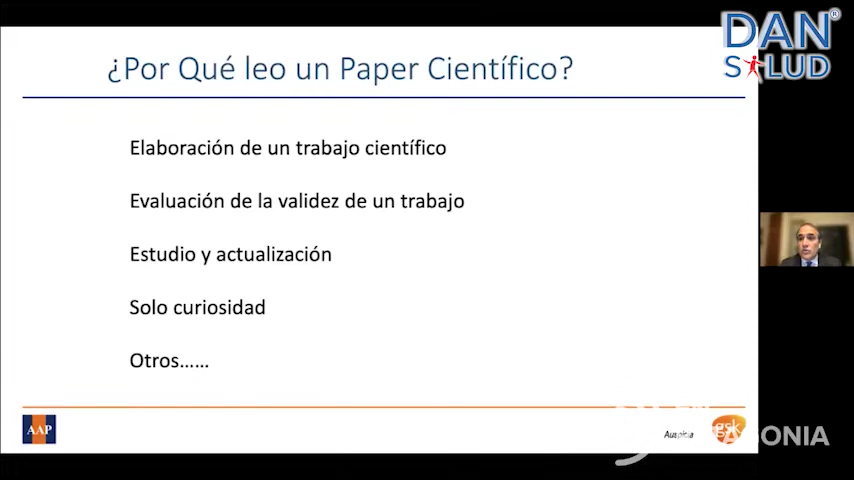 DAN®
SALUD
¿Por Qué leo un Paper Científico?
Elaboración de un trabajo científico
Evaluación de la validez de un trabajo
Estudio y actualización
Solo curiosidad
Otros……
AAP
Auspicia
gsk